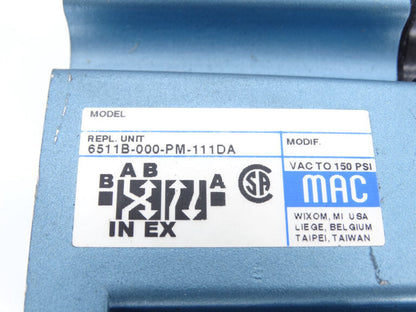 MODEL
REPL. UNIT
6511B-000-PM-111DA
MODIF.
VAC TO 150 PSI
A B
B A
IN EX
SA
MAC
WIXOM, MI USA
LIEGE, BELGIUM
TAIPEI, TAIWAN